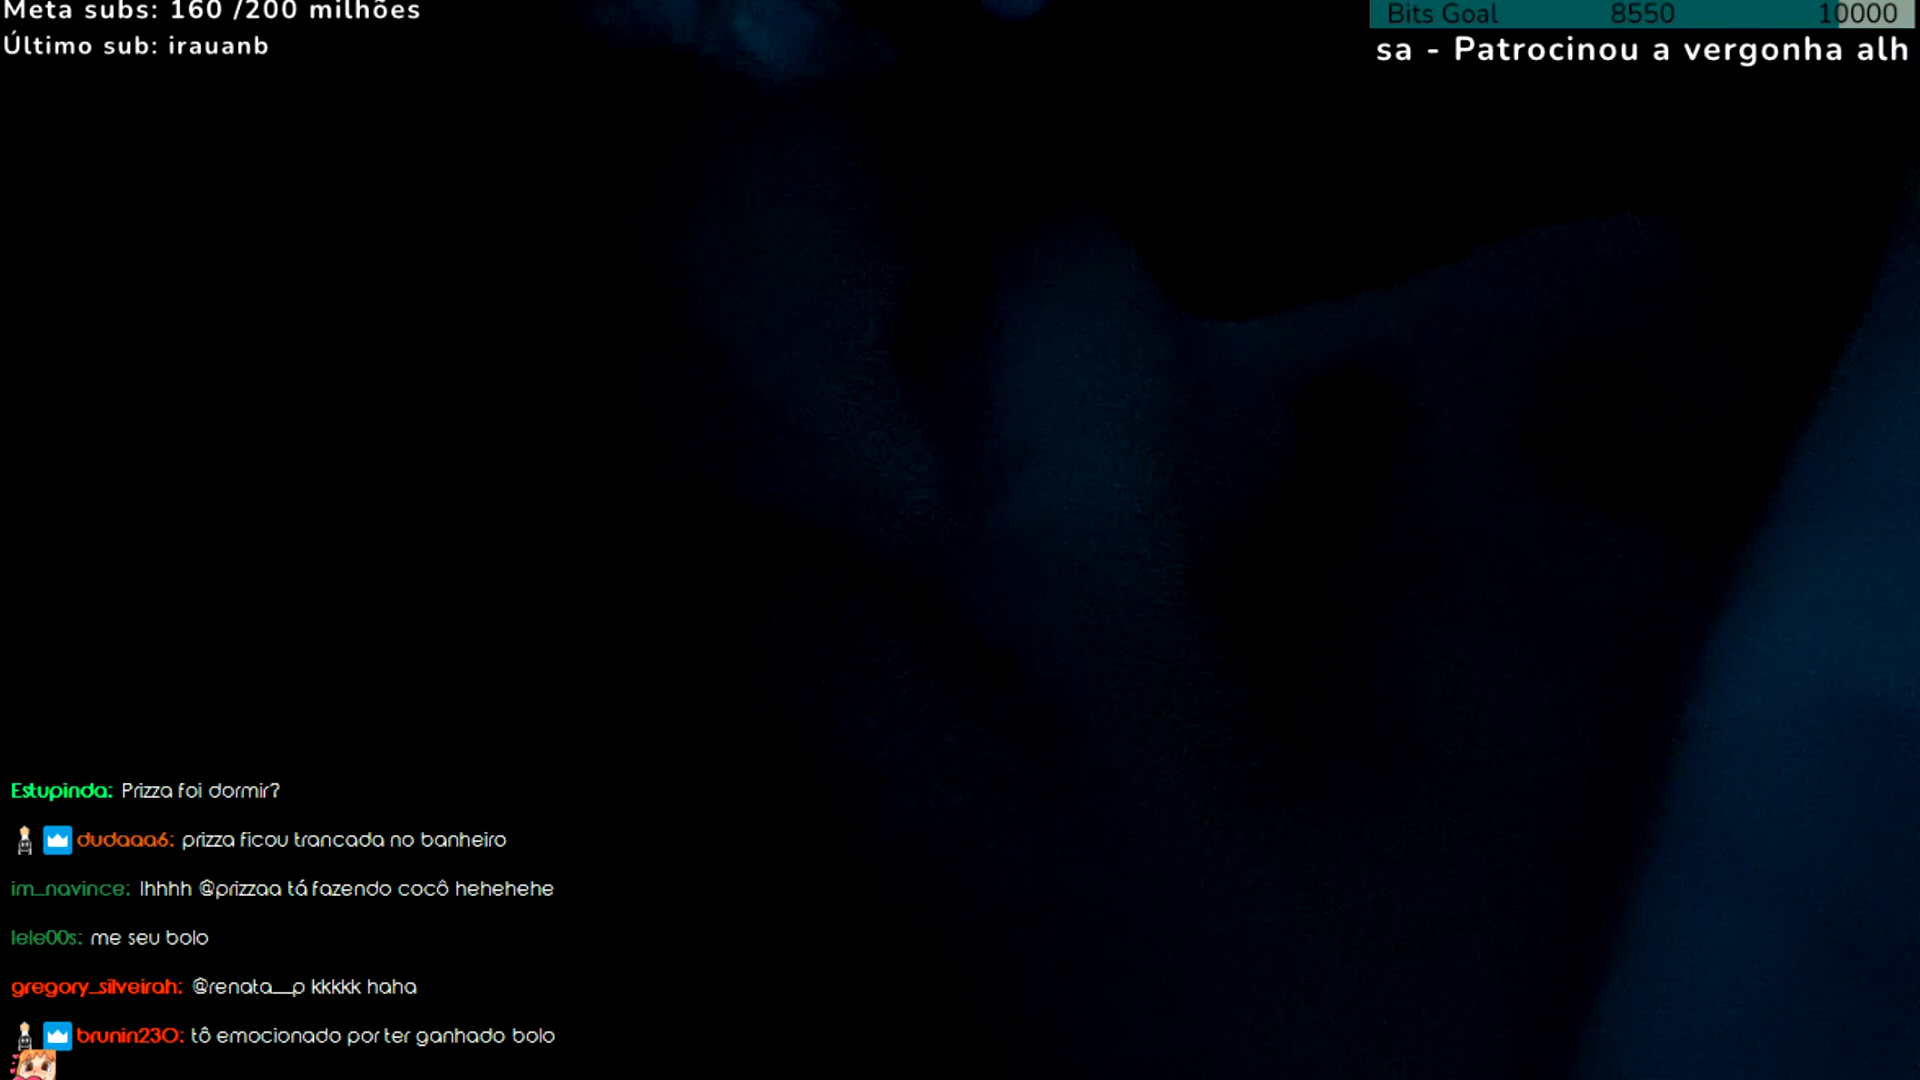 Meta subs: 160 /200 milhões
Último sub: irauanb
Bits Goal 8550 10000
sa - Patrocinou a vergonha alh
Estupinda: Prizza foi dormir?
dudaaa6: prizza ficou trancada no banheiro
im_navince: Ihhhh @prizzaa tá fazendo cocô hehehehe
lele00s: me seu bolo
gregory_silveirah: @renata__p kkkkk haha
brunin23O: tô emocionado por ter ganhado bolo